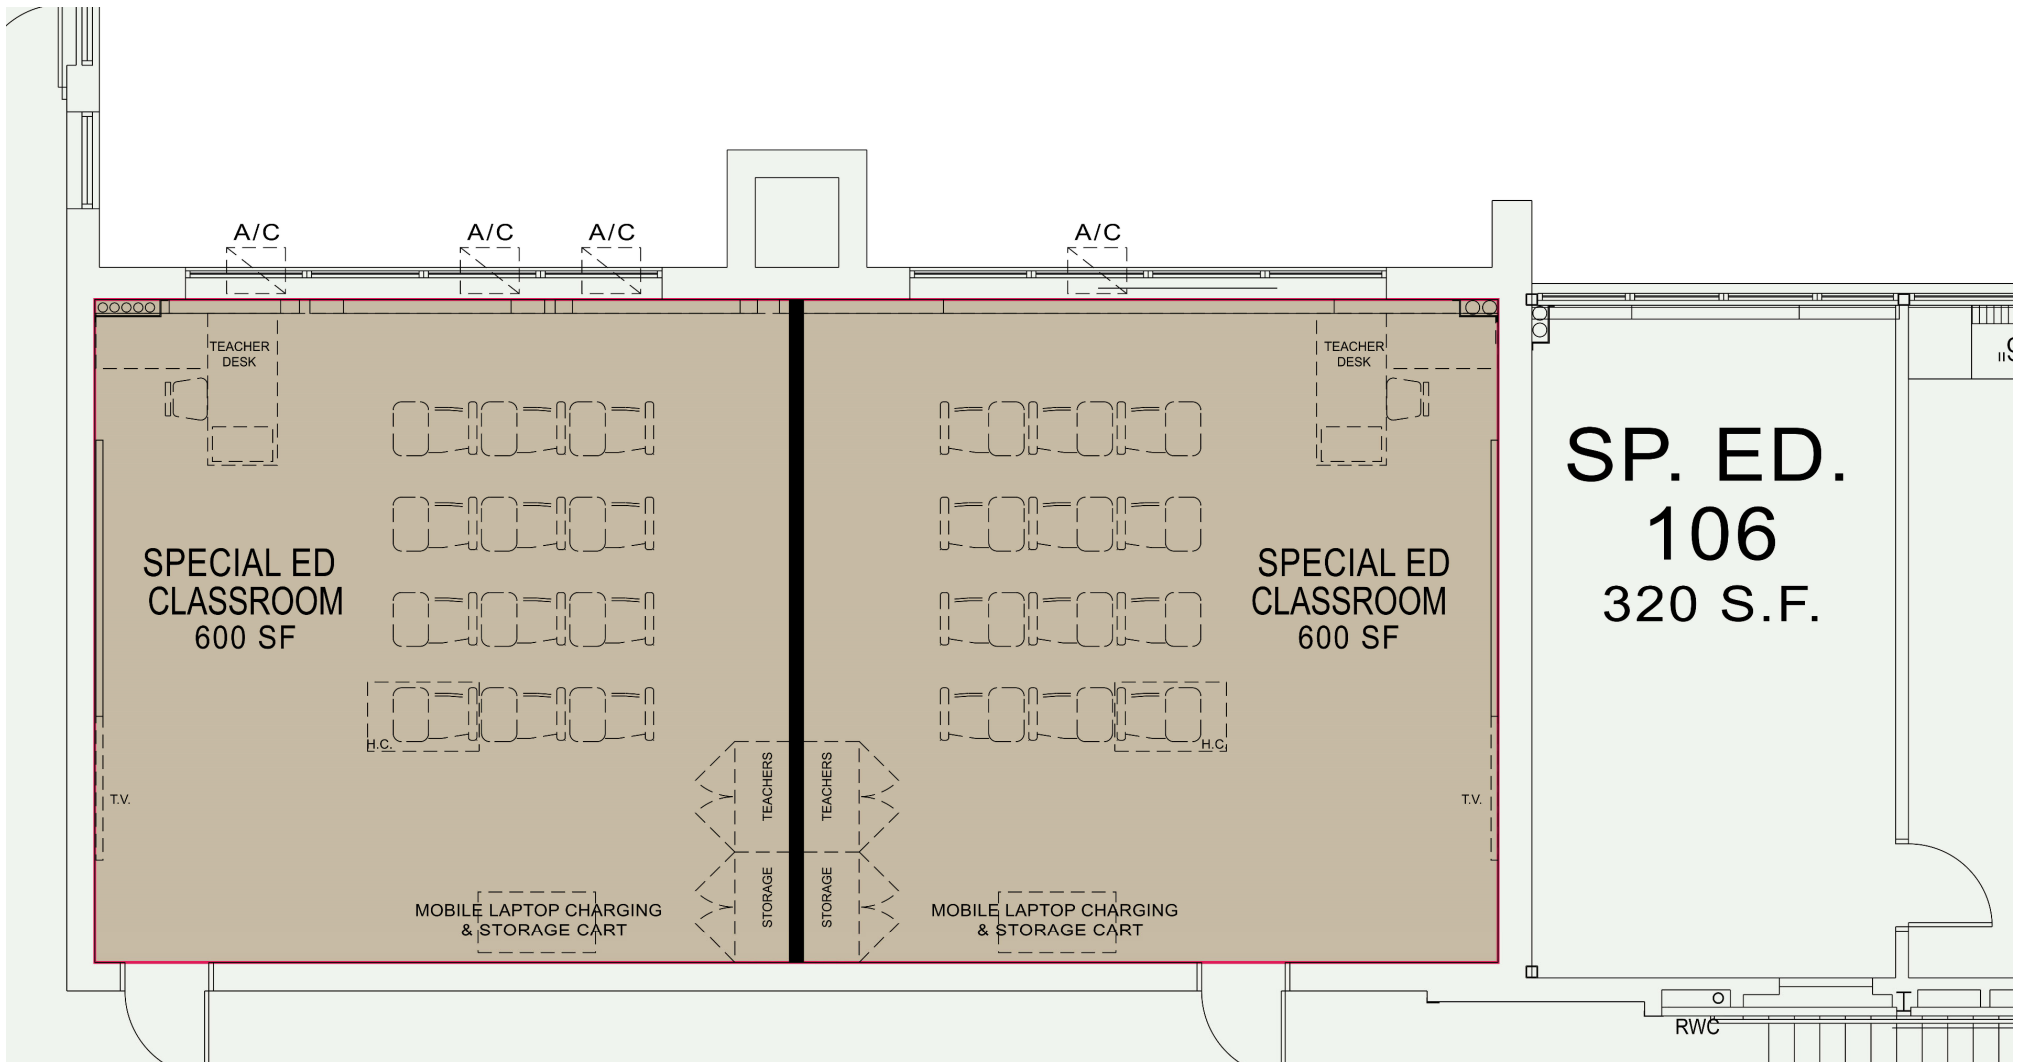 A/C
A/C
A/C
A/C
TEACHER
DESK
TEACHER
DESK
SPECIAL ED
CLASSROOM
600 SF
SPECIAL ED
CLASSROOM
600 SF
SP. ED.
106
320 S.F.
H.C.
H.C.
T.V.
T.V.
TEACHERS
STORAGE
TEACHERS
STORAGE
MOBILE LAPTOP CHARGING
& STORAGE CART
MOBILE LAPTOP CHARGING
& STORAGE CART
RWC